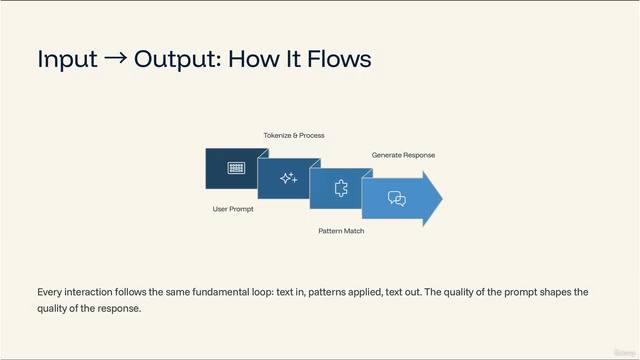 Input → Output: How It Flows
Tokenize & Process
Generate Response
User Prompt
Pattern Match
Every interaction follows the same fundamental loop: text in, patterns applied, text out. The quality of the prompt shapes the
quality of the response.
Udemy